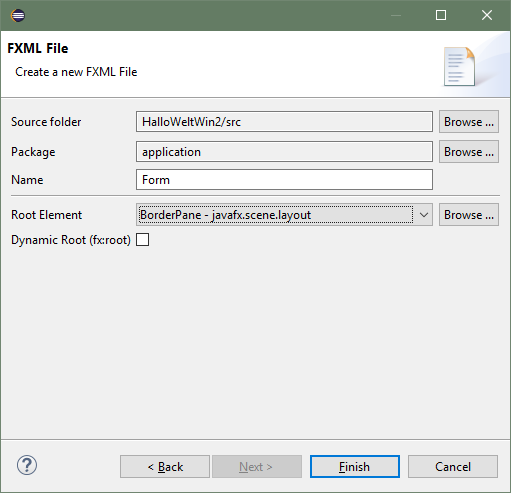 FXML File
Create a new FXML File
Source folder HalloWeltWin2/src Browse ...
Package application Browse ...
Name Form
Root Element BorderPane - javafx.scene.layout Browse ...
Dynamic Root (fx:root)
? < Back Next > Finish Cancel